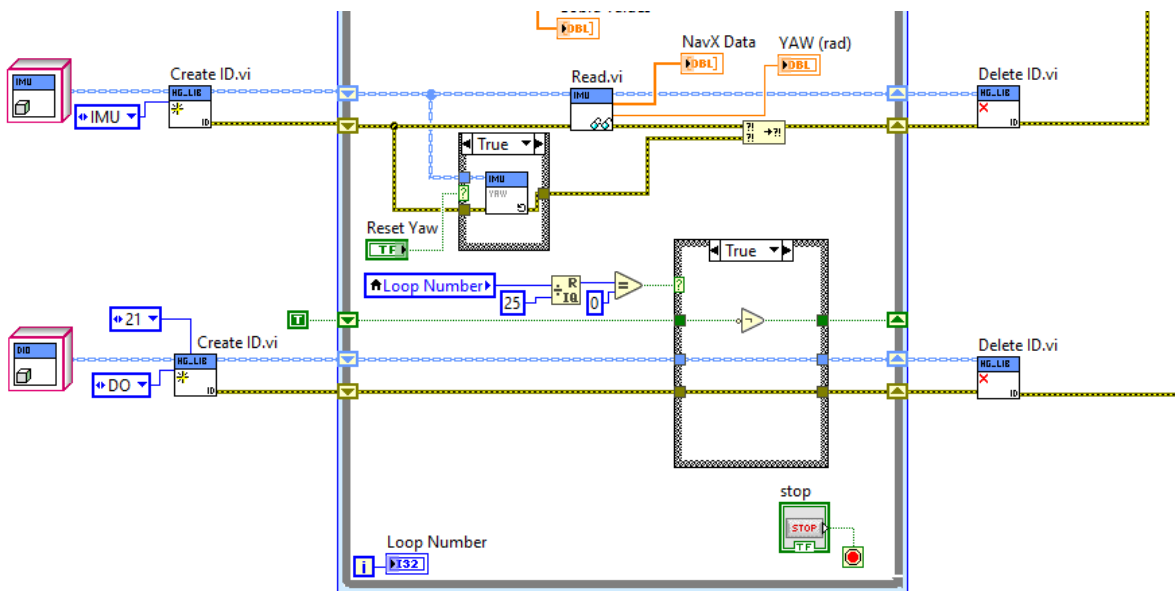 NavX Data
YAW (rad)
DBL]
DBL]
DBL
Create ID.vi
Read.vi
Delete ID.vi
IMU
HG_LIB
IMU
HG_LIB
IMU
ID
ID
?!
?!
→?!
True
IMU
YAW
Reset Yaw
TF
True
Loop Number
R
IQ
=
?
?
25
0
21
T
Create ID.vi
Delete ID.vi
DIO
HG_LIB
HG_LIB
DO
ID
ID
stop
STOP
TF
Loop Number
i
I32